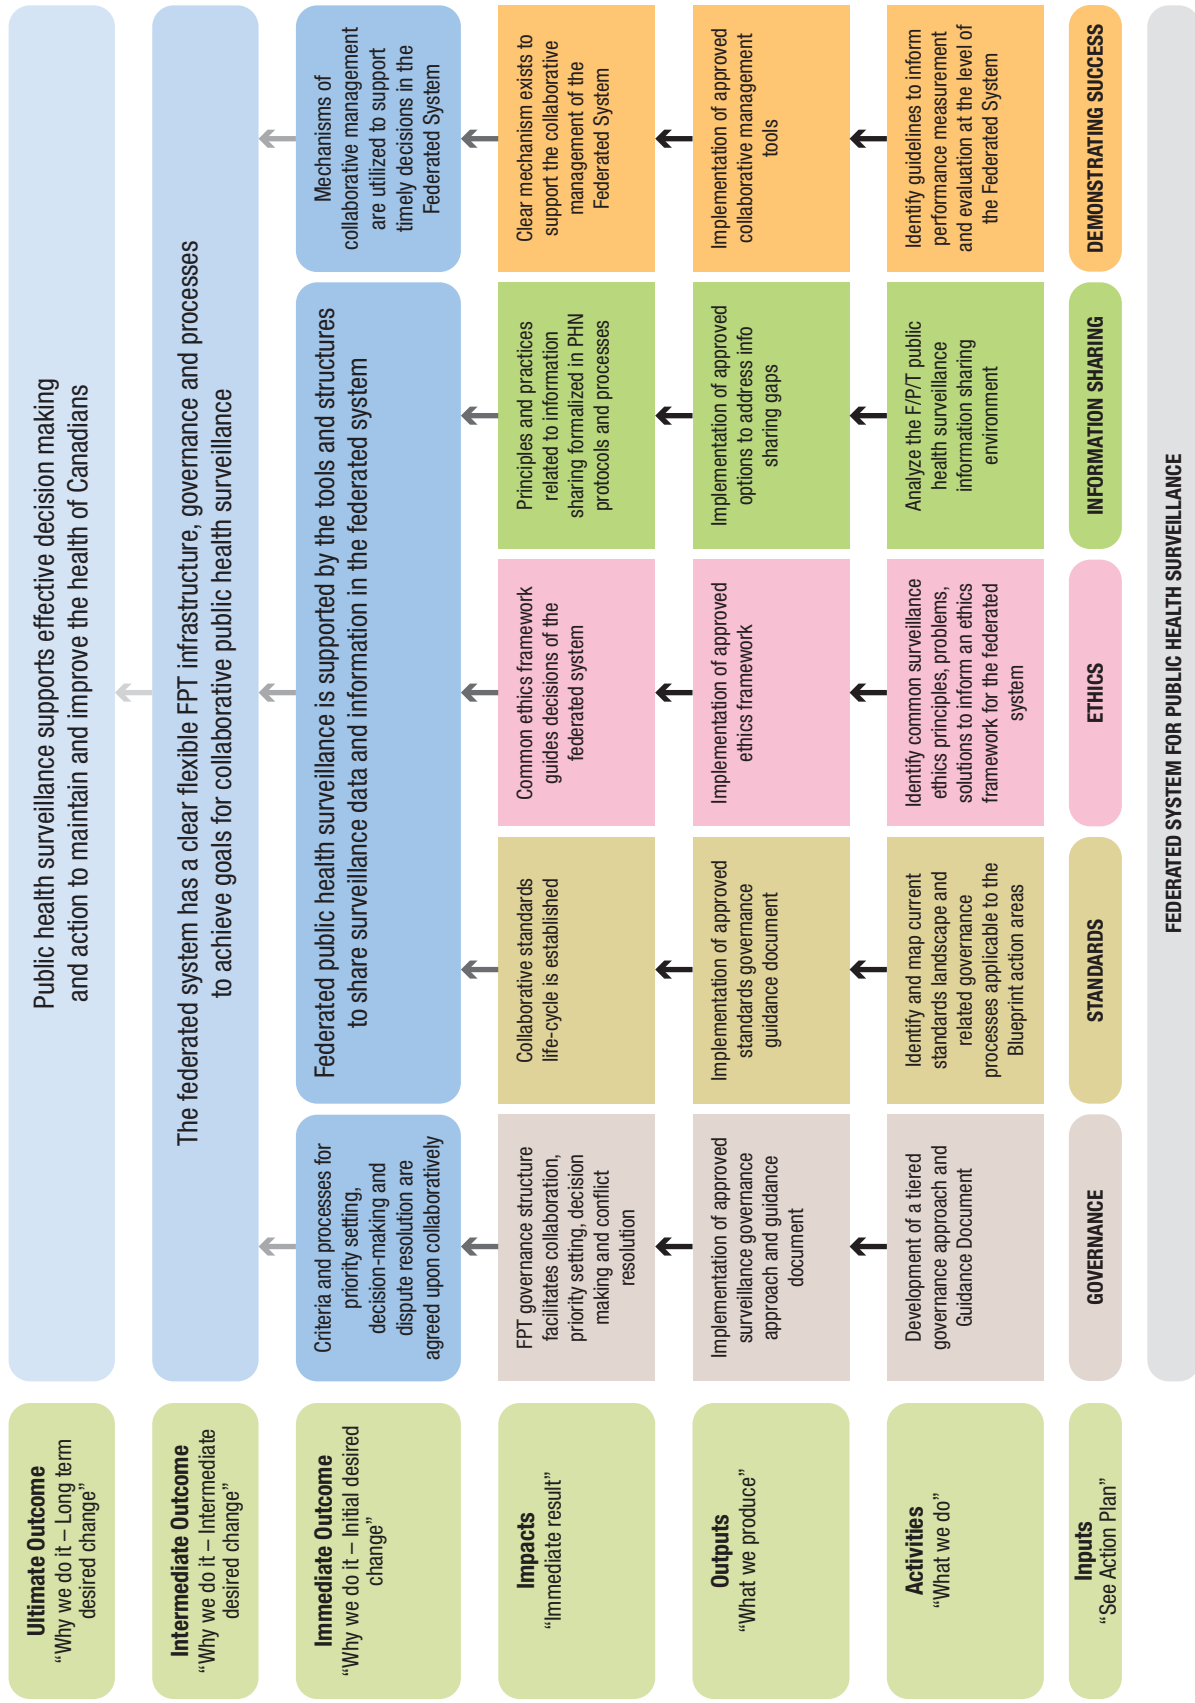 Ultimate Outcome
“Why we do it – Long term
desired change”
Public health surveillance supports effective decision making
and action to maintain and improve the health of Canadians
Intermediate Outcome
“Why we do it – Intermediate
desired change”
The federated system has a clear flexible FPT infrastructure, governance and processes
to achieve goals for collaborative public health surveillance
Immediate Outcome
“Why we do it – Initial desired
change”
Criteria and processes for
priority setting,
decision-making and
dispute resolution are
agreed upon collaboratively
Federated public health surveillance is supported by the tools and structures
to share surveillance data and information in the federated system
Mechanisms of
collaborative management
are utilized to support
timely decisions in the
Federated System
Impacts
“Immediate result”
FPT governance structure
facilitates collaboration,
priority setting, decision
making and conflict
resolution
Collaborative standards
life-cycle is established
Common ethics framework
guides decisions of the
federated system
Principles and practices
related to information
sharing formalized in PHN
protocols and processes
Clear mechanism exists to
support the collaborative
management of the
Federated System
Outputs
“What we produce”
Implementation of approved
surveillance governance
approach and guidance
document
Implementation of approved
standards governance
guidance document
Implementation of approved
ethics framework
Implementation of approved
options to address info
sharing gaps
Implementation of approved
collaborative management
tools
Activities
“What we do”
Development of a tiered
governance approach and
Guidance Document
Identify and map current
standards landscape and
related governance
processes applicable to the
Blueprint action areas
Identify common surveillance
ethics principles, problems,
solutions to inform an ethics
framework for the federated
system
Analyze the F/P/T public
health surveillance
information sharing
environment
Identify guidelines to inform
performance measurement
and evaluation at the level of
the Federated System
Inputs
“See Action Plan”
GOVERNANCE
STANDARDS
ETHICS
INFORMATION SHARING
DEMONSTRATING SUCCESS
FEDERATED SYSTEM FOR PUBLIC HEALTH SURVEILLANCE